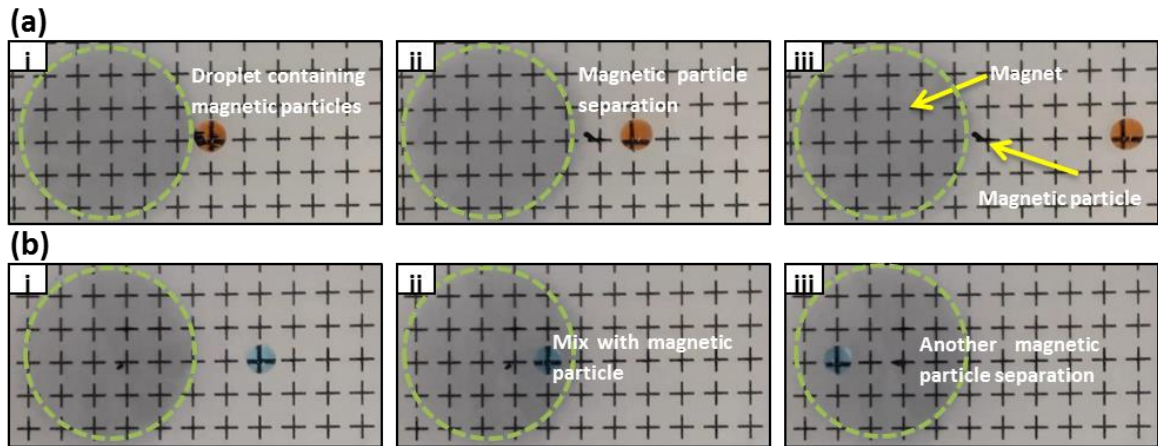 (a)
i
Droplet containing
magnetic particles
ii
Magnetic particle
separation
iii
Magnet
Magnetic particle
(b)
i
ii
Mix with magnetic
particle
iii
Another magnetic
particle separation